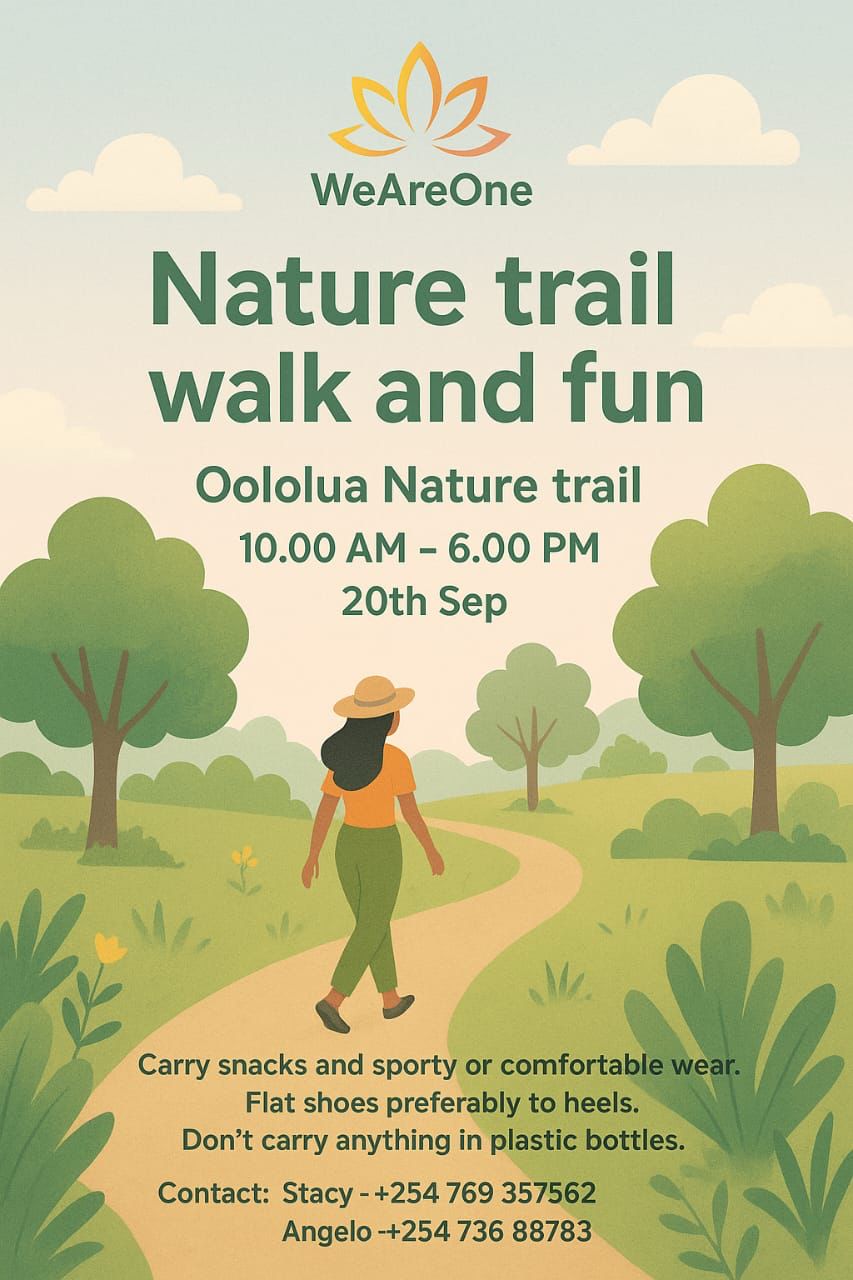 WeAreOne
Nature trail
walk and fun
Oololua Nature trail
10.00 AM – 6.00 PM
20th Sep
Carry snacks and sporty or comfortable wear.
Flat shoes preferably to heels.
Don't carry anything in plastic bottles.
Contact: Stacy - +254 769 357562
Angelo -+254 736 88783